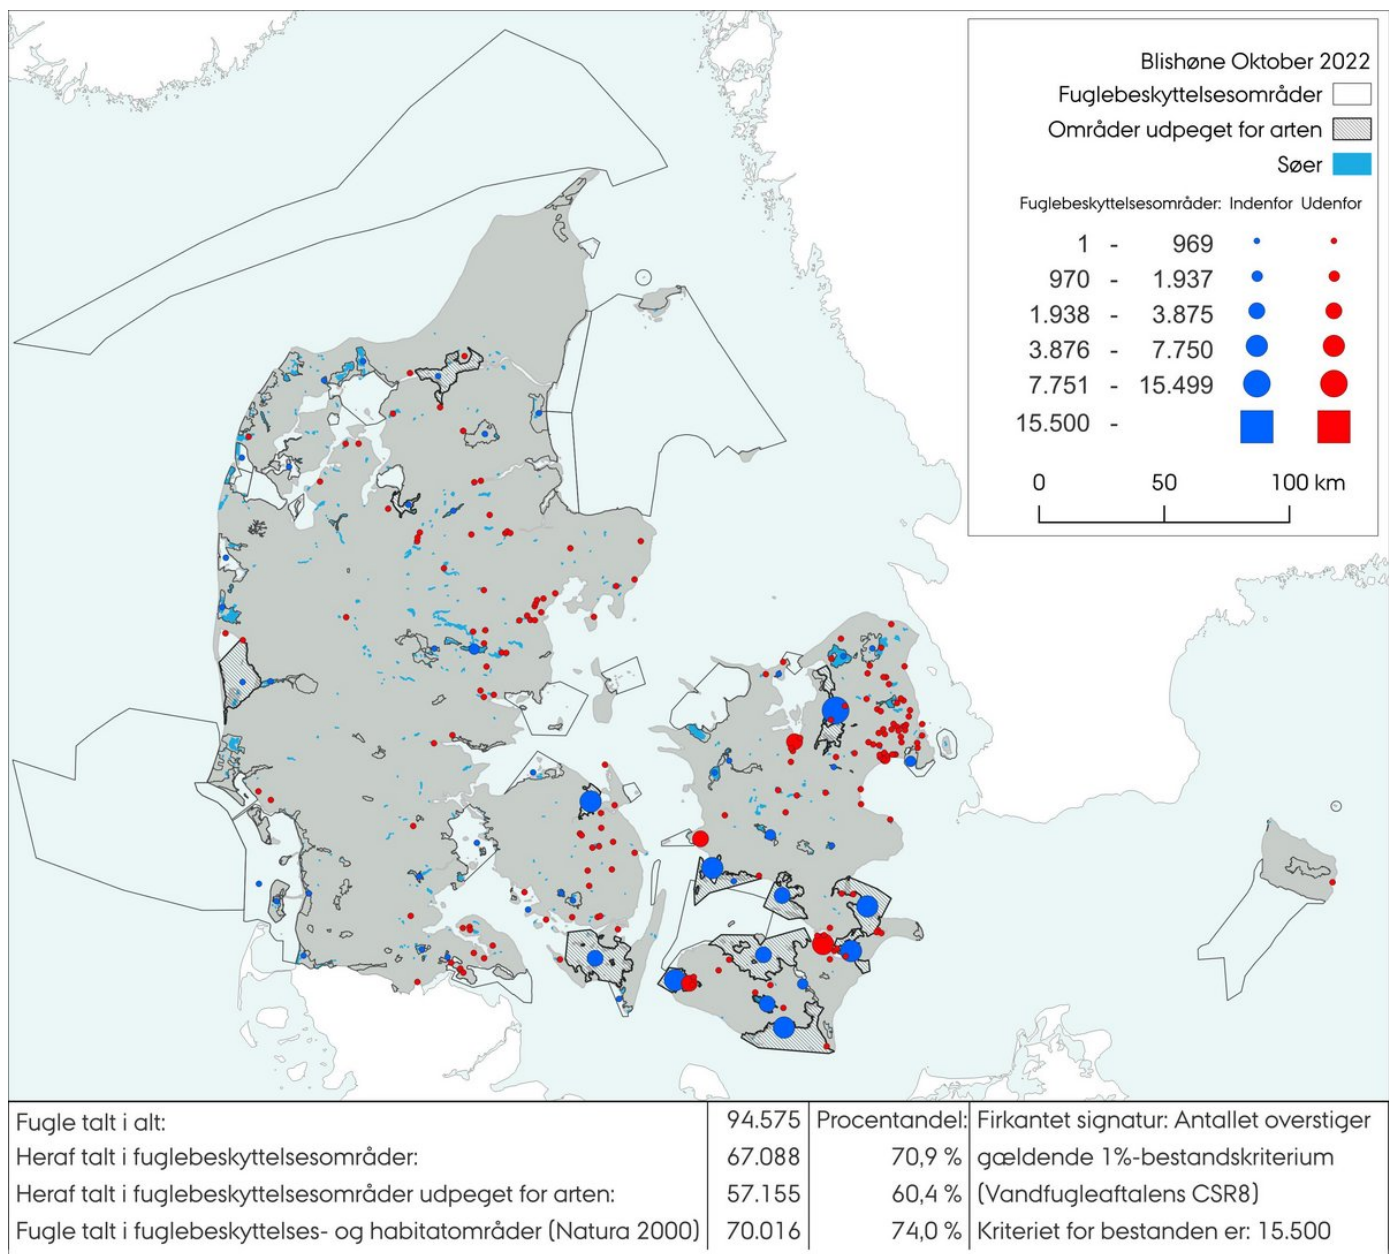 Blishøne Oktober 2022
Fuglebeskyttelsesområder
Områder udpeget for arten
Søer
Fuglebeskyttelsesområder: Indenfor Udenfor
1 - 969
970 - 1.937
1.938 - 3.875
3.876 - 7.750
7.751 - 15.499
15.500 -
0 50 100 km
Fugle talt i alt: 94.575 Procentandel: Firkantet signatur: Antallet overstiger
Heraf talt i fuglebeskyttelsesområder: 67.088 70,9 % gældende 1%-bestandskriterium
Heraf talt i fuglebeskyttelsesområder udpeget for arten: 57.155 60,4 % (Vandfugleaftalens CSR8)
Fugle talt i fuglebeskyttelses- og habitatområder (Natura 2000) 70.016 74,0 % Kriteriet for bestanden er: 15.500